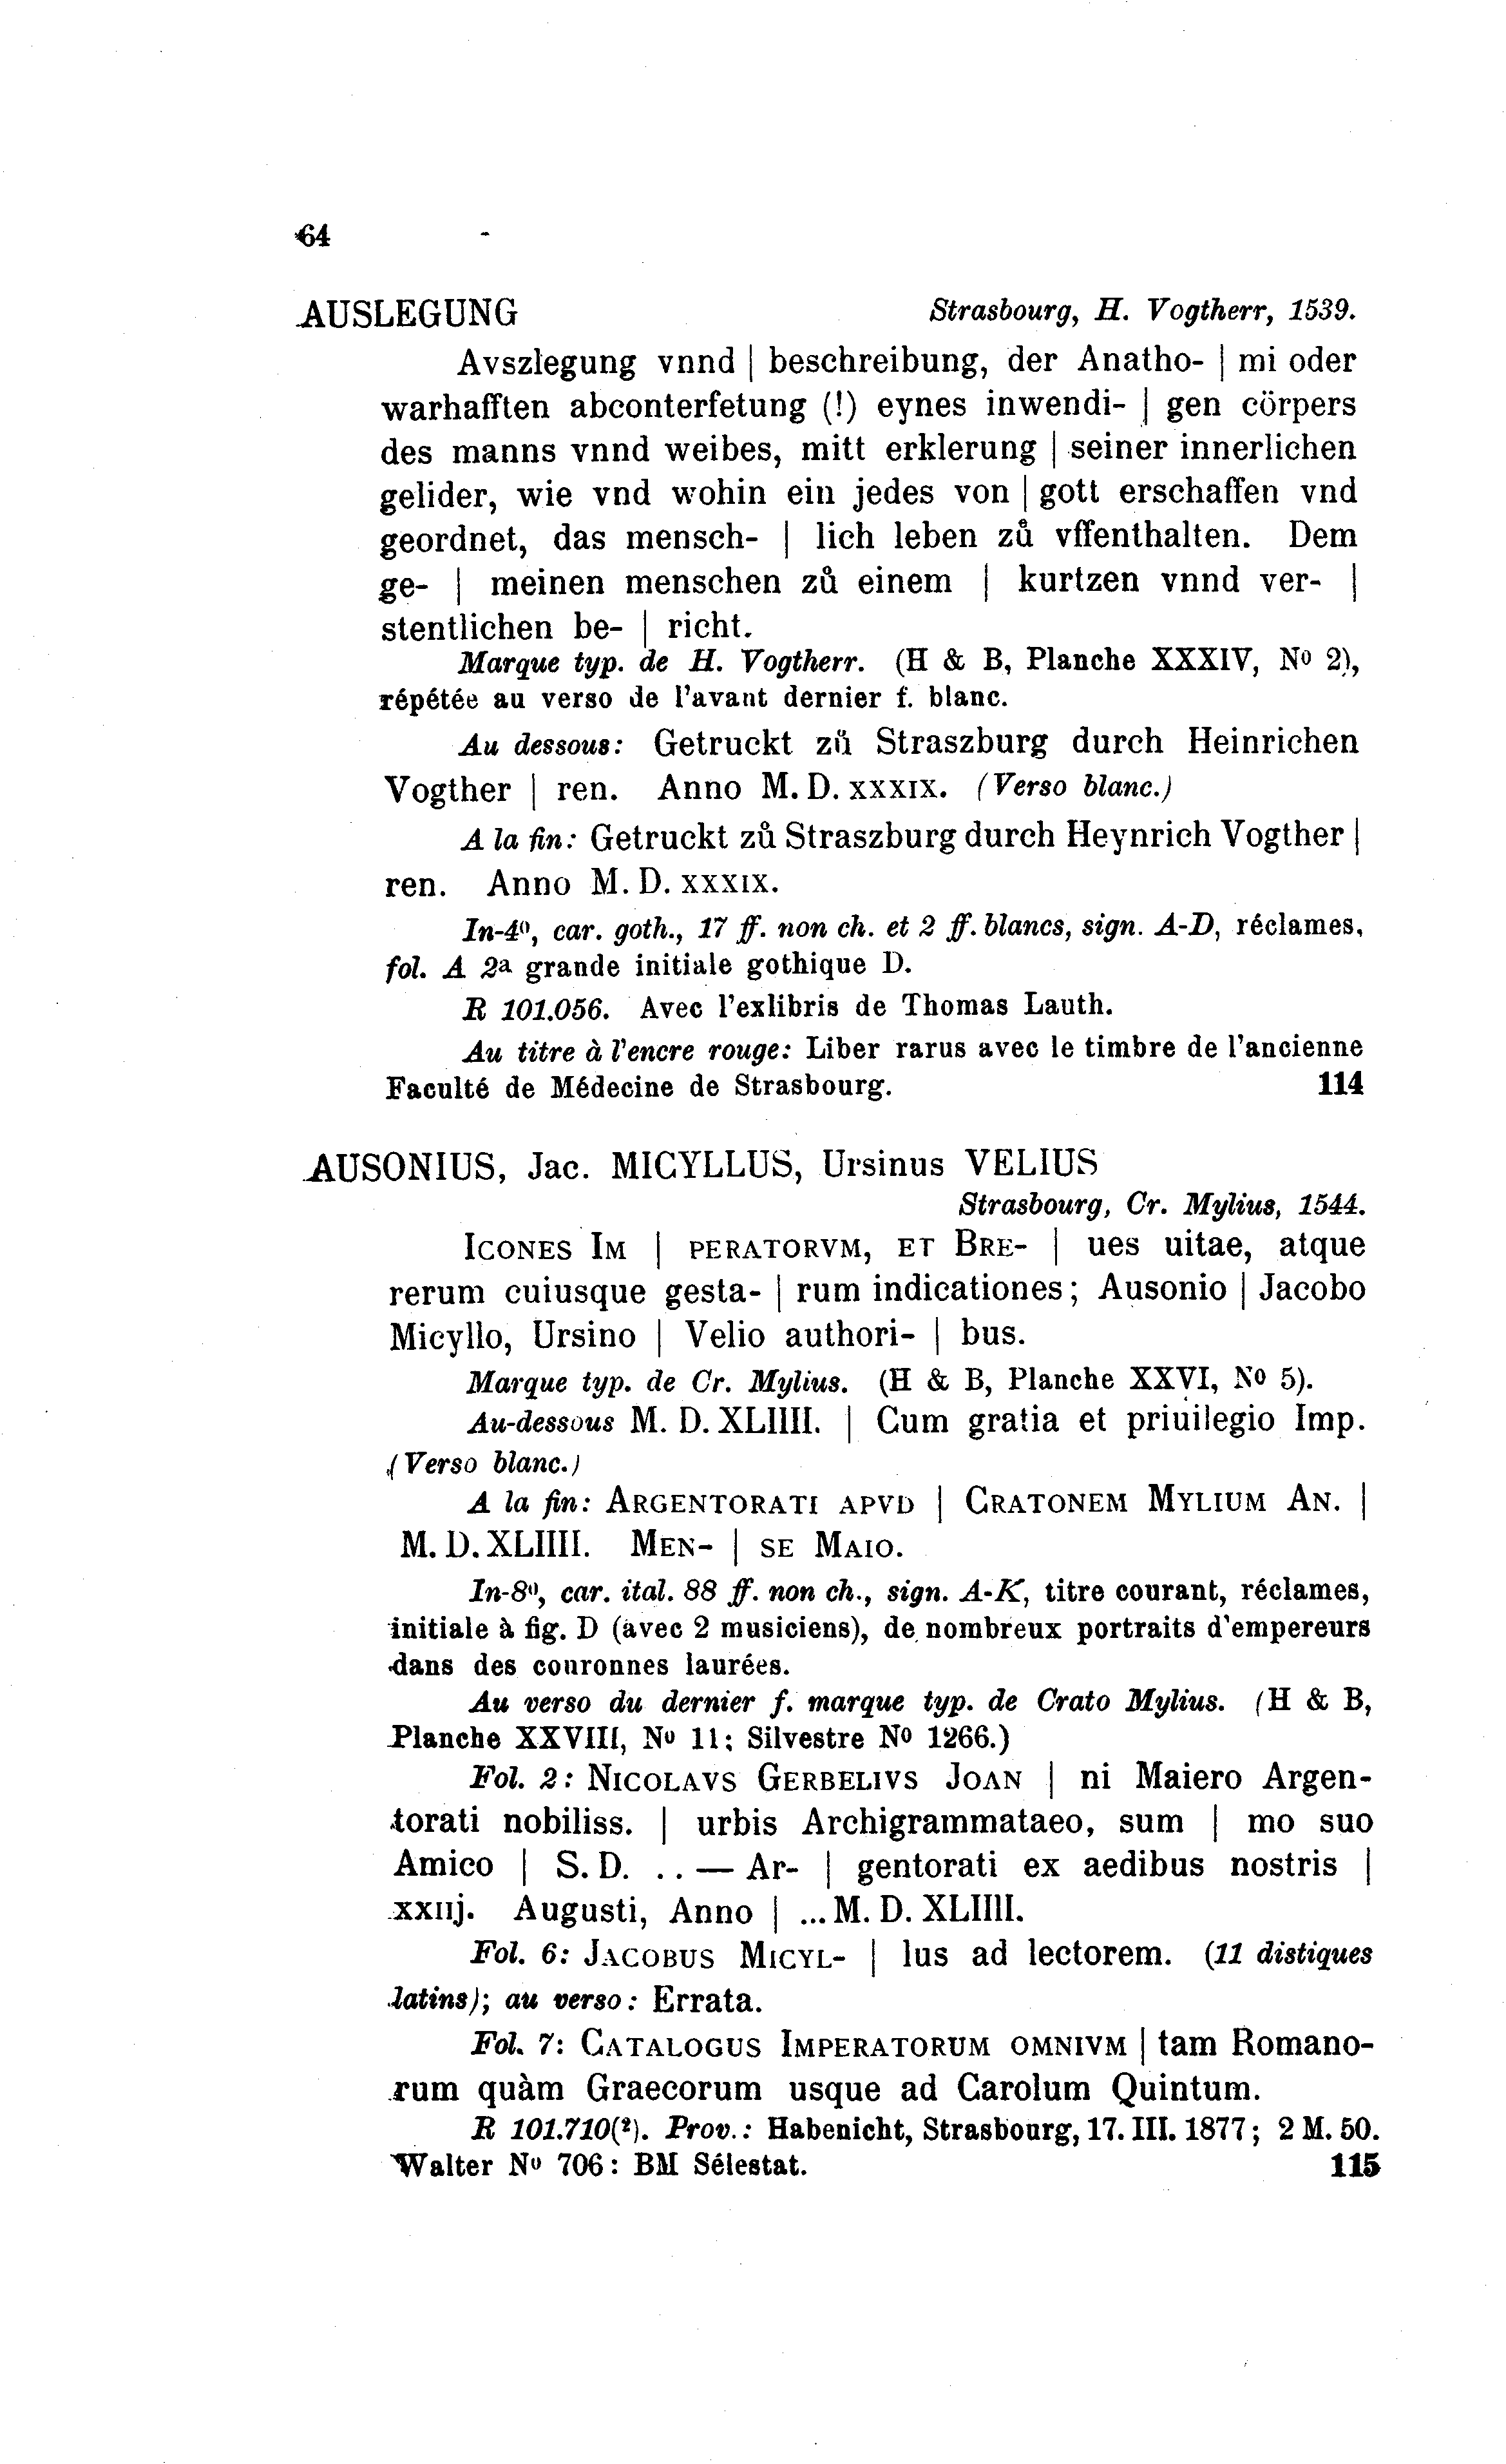 64
AUSLEGUNG Strasbourg, H. Vogtherr, 1539.
Avszlegung vnnd | beschreibung, der Anatho- | mi oder
warhafften abconterfetung (!) eynes inwendi- | gen cörpers
des manns vnnd weibes, mitt erklerung | seiner innerlichen
gelider, wie vnd wohin ein jedes von | gott erschaffen vnd
geordnet, das mensch- | lich leben zů vffenthalten. Dem
ge- | meinen menschen zů einem | kurtzen vnnd ver- |
stentlichen be- | richt.
Marque typ. de H. Vogtherr. (H & B, Planche XXXIV, No 2),
répétée au verso de l'avant dernier f. blanc.
Au dessous: Getruckt zů Straszburg durch Heinrichen
Vogther | ren. Anno M. D. XXXIX. (Verso blanc.)
A la fin: Getruckt zů Straszburg durch Heynrich Vogther |
ren. Anno M. D. XXXIX.
In-4o, car. goth., 17 ff. non ch. et 2 ff. blancs, sign. A-D, réclames,
fol. A 2a grande initiale gothique D.
R 101.056. Avec l'exlibris de Thomas Lauth.
Au titre à l'encre rouge: Liber rarus avec le timbre de l'ancienne
Faculté de Médecine de Strasbourg. 114
AUSONIUS, Jac. MICYLLUS, Ursinus VELIUS
Strasbourg, Cr. Mylius, 1544.
ICONES IM | PERATORVM, ET BRE- | ues uitae, atque
rerum cuiusque gesta- | rum indicationes; Ausonio | Jacobo
Micyllo, Ursino | Velio authori- | bus.
Marque typ. de Cr. Mylius. (H & B, Planche XXVI, No 5).
Au-dessous M. D. XLIIII. | Cum gratia et priuilegio Imp.
(Verso blanc.)
A la fin: ARGENTORATI APVD | CRATONEM MYLIUM AN. |
M. D. XLIIII. MEN- | SE MAIO.
In-8o, car. ital. 88 ff. non ch., sign. A-K, titre courant, réclames,
initiale à fig. D (avec 2 musiciens), de nombreux portraits d'empereurs
dans des couronnes laurées.
Au verso du dernier f. marque typ. de Crato Mylius. (H & B,
Planche XXVIII, No 11; Silvestre No 1266.)
Fol. 2: NICOLAVS GERBELIVS JOAN | ni Maiero Argen-
torati nobiliss. | urbis Archigrammataeo, sum | mo suo
Amico | S. D. .. — Ar- | gentorati ex aedibus nostris |
xxiij. Augusti, Anno | ... M. D. XLIIII.
Fol. 6: JACOBUS MICYL- | lus ad lectorem. (11 distiques
latins); au verso: Errata.
Fol. 7: CATALOGUS IMPERATORUM OMNIVM | tam Romano-
rum quàm Graecorum usque ad Carolum Quintum.
R 101.710(2). Prov.: Habenicht, Strasbourg, 17. III. 1877; 2 M. 50.
Walter No 706: BM Sélestat. 115